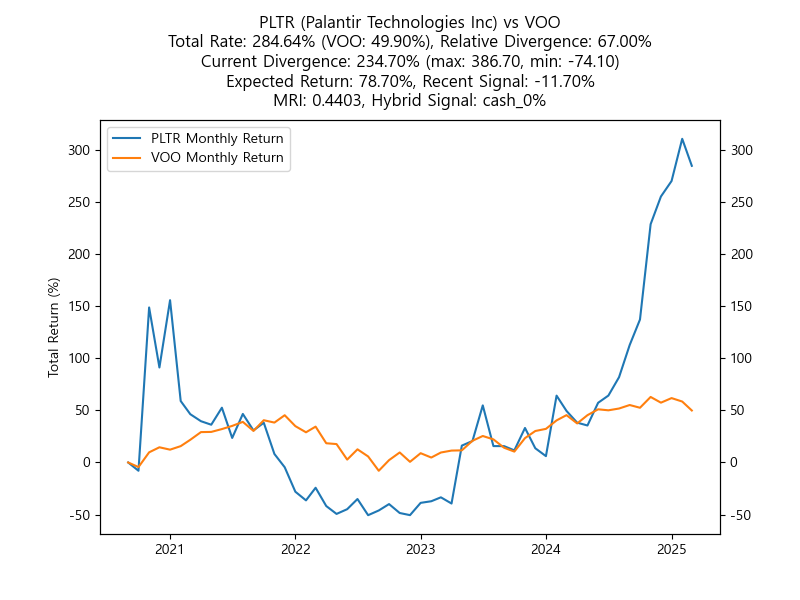 PLTR (Palantir Technologies Inc) vs VOO
Total Rate: 284.64% (VOO: 49.90%), Relative Divergence: 67.00%
Current Divergence: 234.70% (max: 386.70, min: -74.10)
Expected Return: 78.70%, Recent Signal: -11.70%
MRI: 0.4403, Hybrid Signal: cash_0%
PLTR Monthly Return
VOO Monthly Return
Total Return (%)
300
250
200
150
100
50
0
-50
300
250
200
150
100
50
0
-50
2021
2022
2023
2024
2025